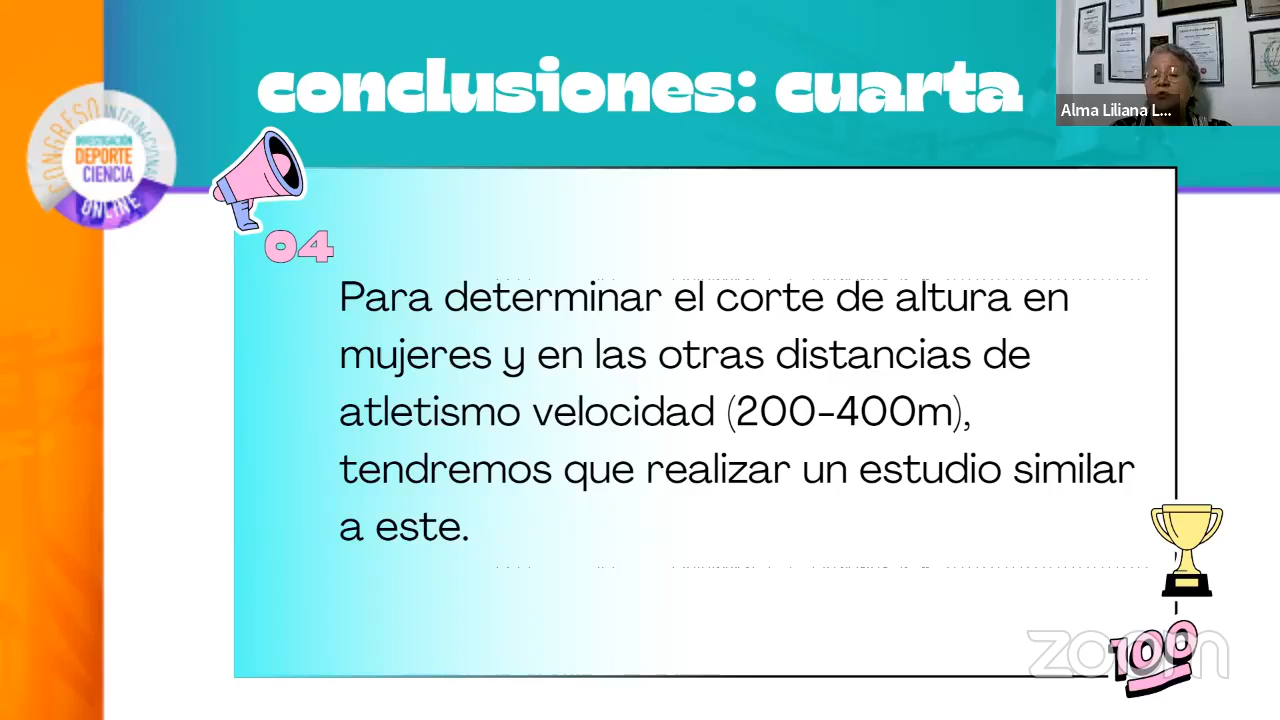 conclusiones: cuarta
Alma Liliana L...
CONGRESO INTERNACIONAL
INVESTIGACIÓN
DEPORTE
CIENCIA
ONLINE
04
Para determinar el corte de altura en
mujeres y en las otras distancias de
atletismo velocidad (200-400m),
tendremos que realizar un estudio similar
a este.
zoom
100